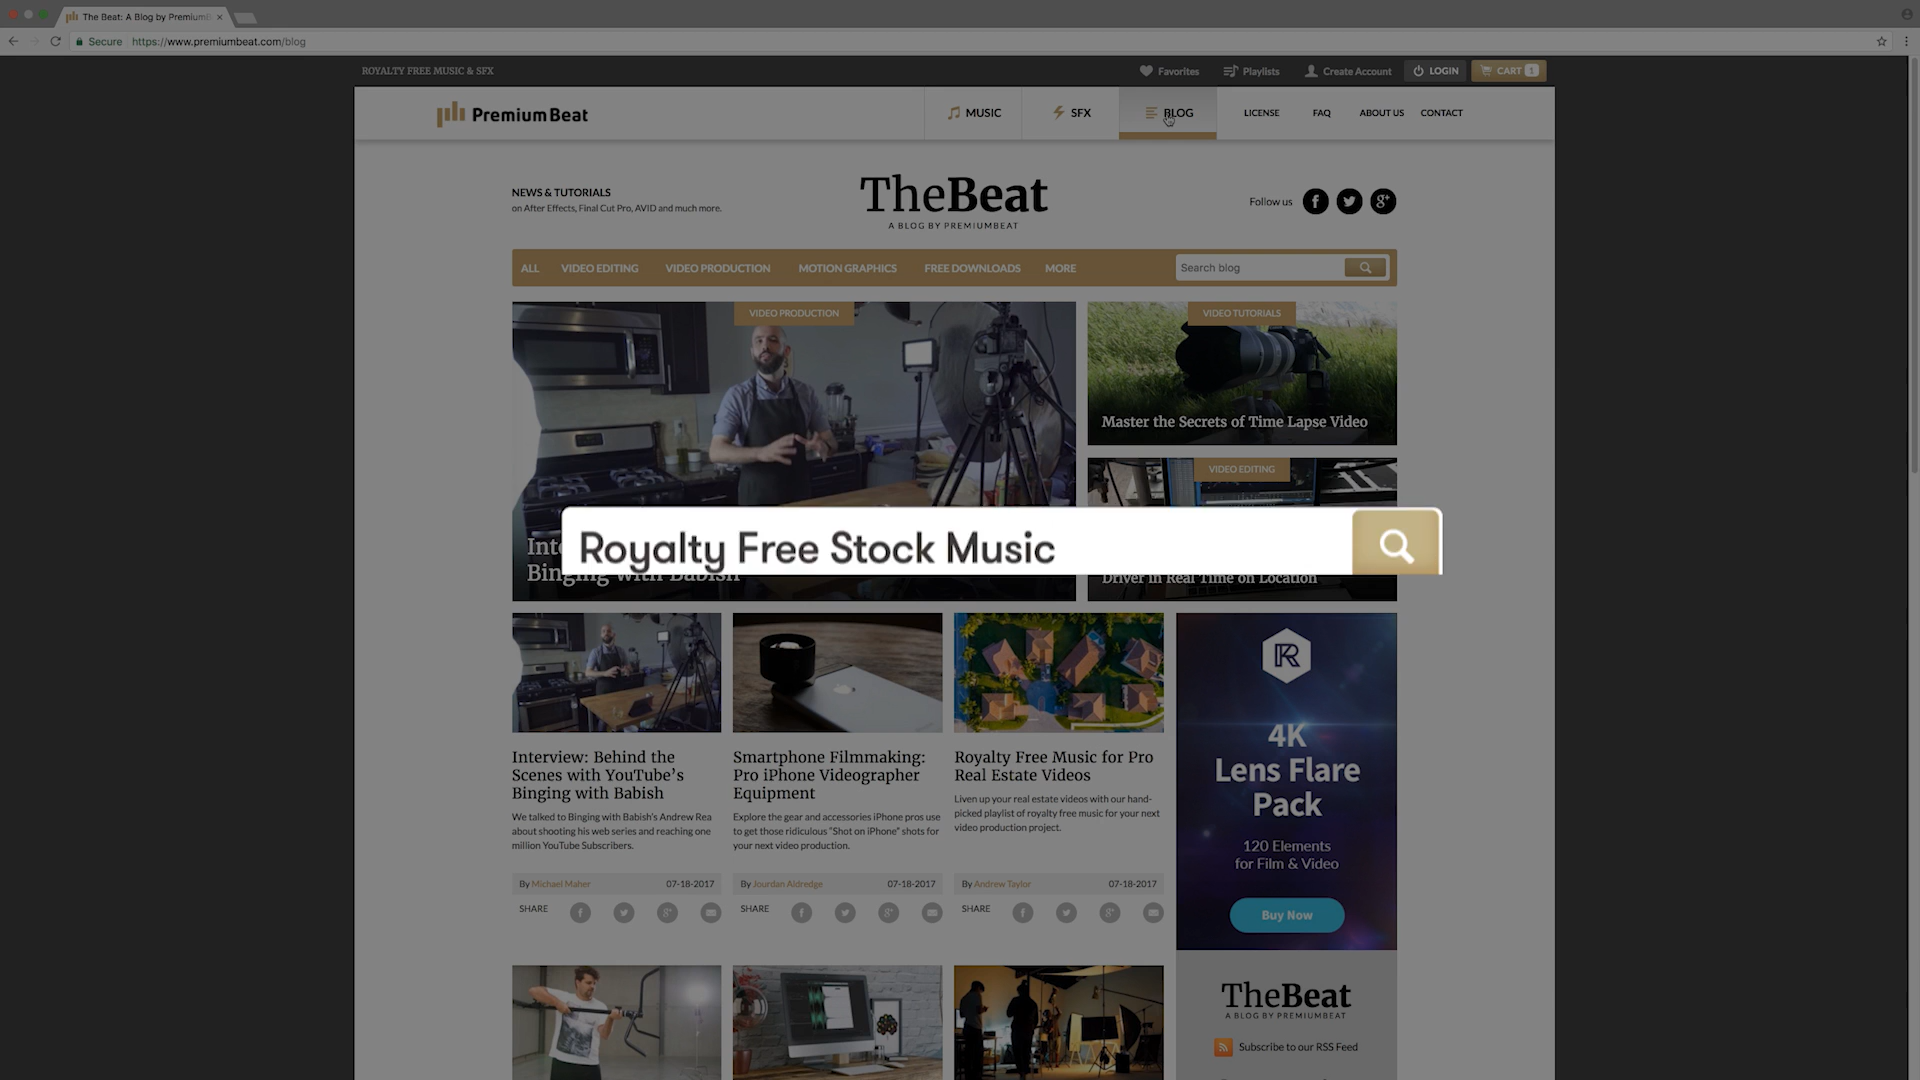 The Beat: A Blog by PremiumB
Secure https://www.premiumbeat.com/blog
ROYALTY FREE MUSIC & SFX
Favorites
Playlists
Create Account
LOGIN
CART 1
PremiumBeat
MUSIC
SFX
BLOG
LICENSE
FAQ
ABOUT US
CONTACT
NEWS & TUTORIALS
on After Effects, Final Cut Pro, AVID and much more.
TheBeat
A BLOG BY PREMIUMBEAT
Follow us
ALL
VIDEO EDITING
VIDEO PRODUCTION
MOTION GRAPHICS
FREE DOWNLOADS
MORE
Search blog
VIDEO PRODUCTION
VIDEO TUTORIALS
Master the Secrets of Time Lapse Video
VIDEO EDITING
Royalty Free Stock Music
Int
Binging with Babish
Driver in Real Time on Location
Interview: Behind the
Scenes with YouTube's
Binging with Babish
We talked to Binging with Babish's Andrew Rea
about shooting his web series and reaching one
million YouTube Subscribers.
By Michael Maher 07-18-2017
SHARE
Smartphone Filmmaking:
Pro iPhone Videographer
Equipment
Explore the gear and accessories iPhone pros use
to get those ridiculous "Shot on iPhone" shots for
your next video production.
By Jourdan Aldredge 07-18-2017
SHARE
Royalty Free Music for Pro
Real Estate Videos
Liven up your real estate videos with our hand-
picked playlist of royalty free music for your next
video production project.
By Andrew Taylor 07-18-2017
SHARE
4K
Lens Flare
Pack
120 Elements
for Film & Video
Buy Now
TheBeat
A BLOG BY PREMIUMBEAT
Subscribe to our RSS Feed